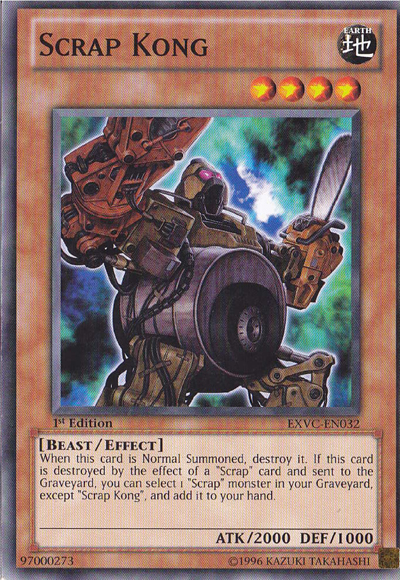 Scrap Kong
EARTH
地
1st Edition
EXVC-EN032
[Beast/Effect]
When this card is Normal Summoned, destroy it. If this card
is destroyed by the effect of a "Scrap" card and sent to the
Graveyard, you can select 1 "Scrap" monster in your Graveyard,
except "Scrap Kong", and add it to your hand.
ATK/2000 DEF/1000
97000273
©1996 KAZUKI TAKAHASHI